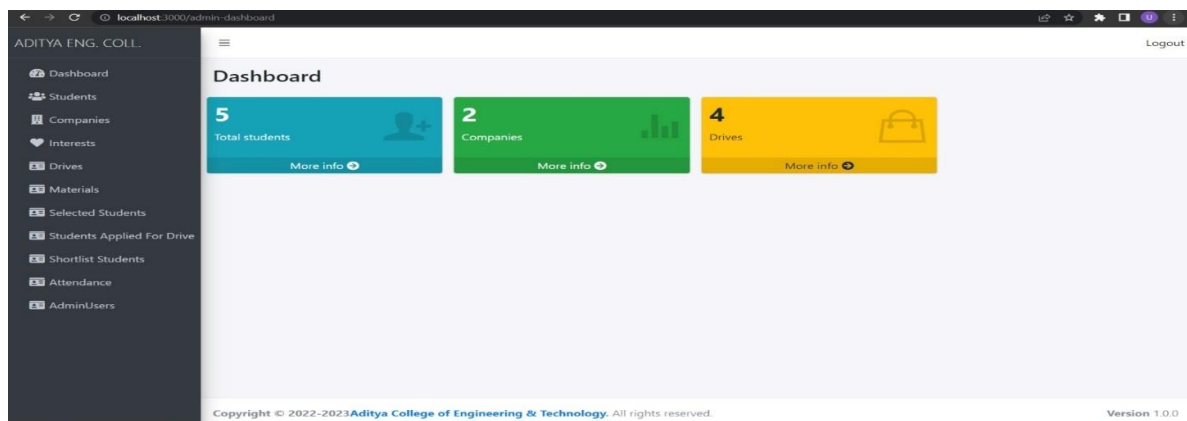 localhost:3000/admin-dashboard
U
ADITYA ENG. COLL.
Logout
Dashboard
Students
Companies
Interests
Drives
Materials
Selected Students
Students Applied For Drive
Shortlist Students
Attendance
AdminUsers
Dashboard
5
Total students
More info
2
Companies
More info
4
Drives
More info
Copyright © 2022-2023Aditya College of Engineering & Technology. All rights reserved.
Version 1.0.0